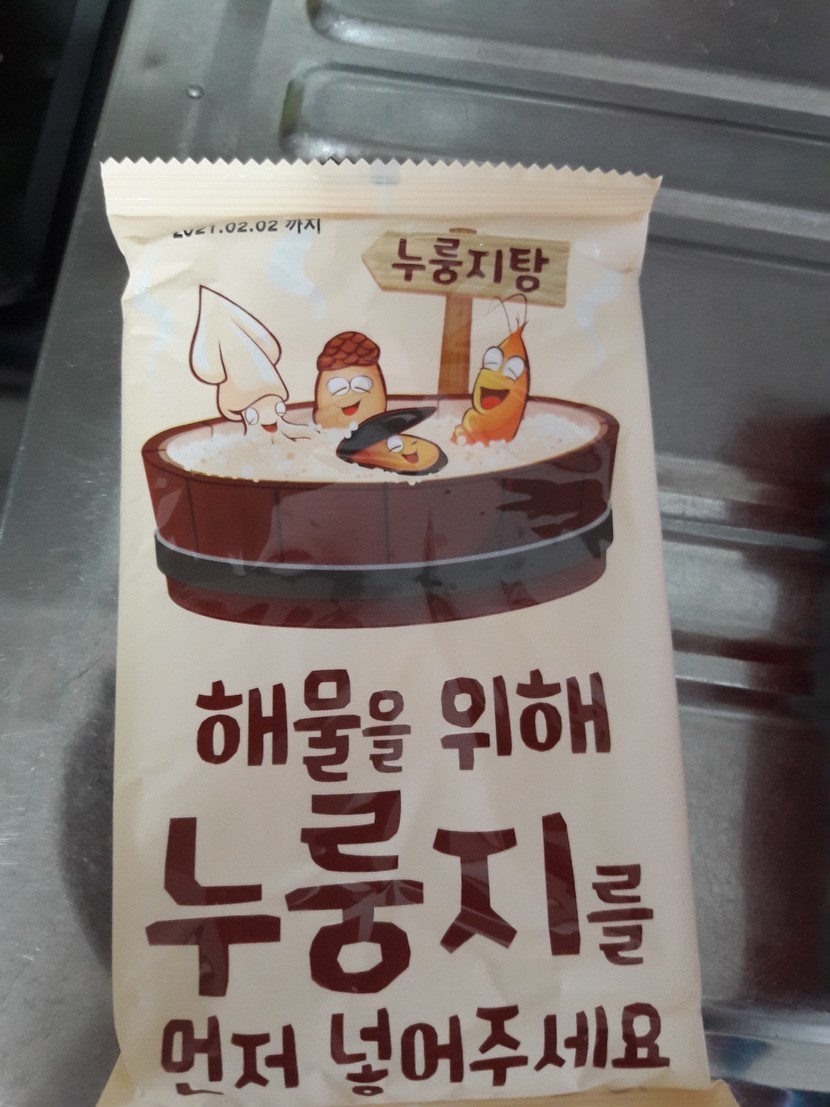 2021.02.02 까지
누룽지탕
해물을 위해
누룽지를
먼저 넣어주세요